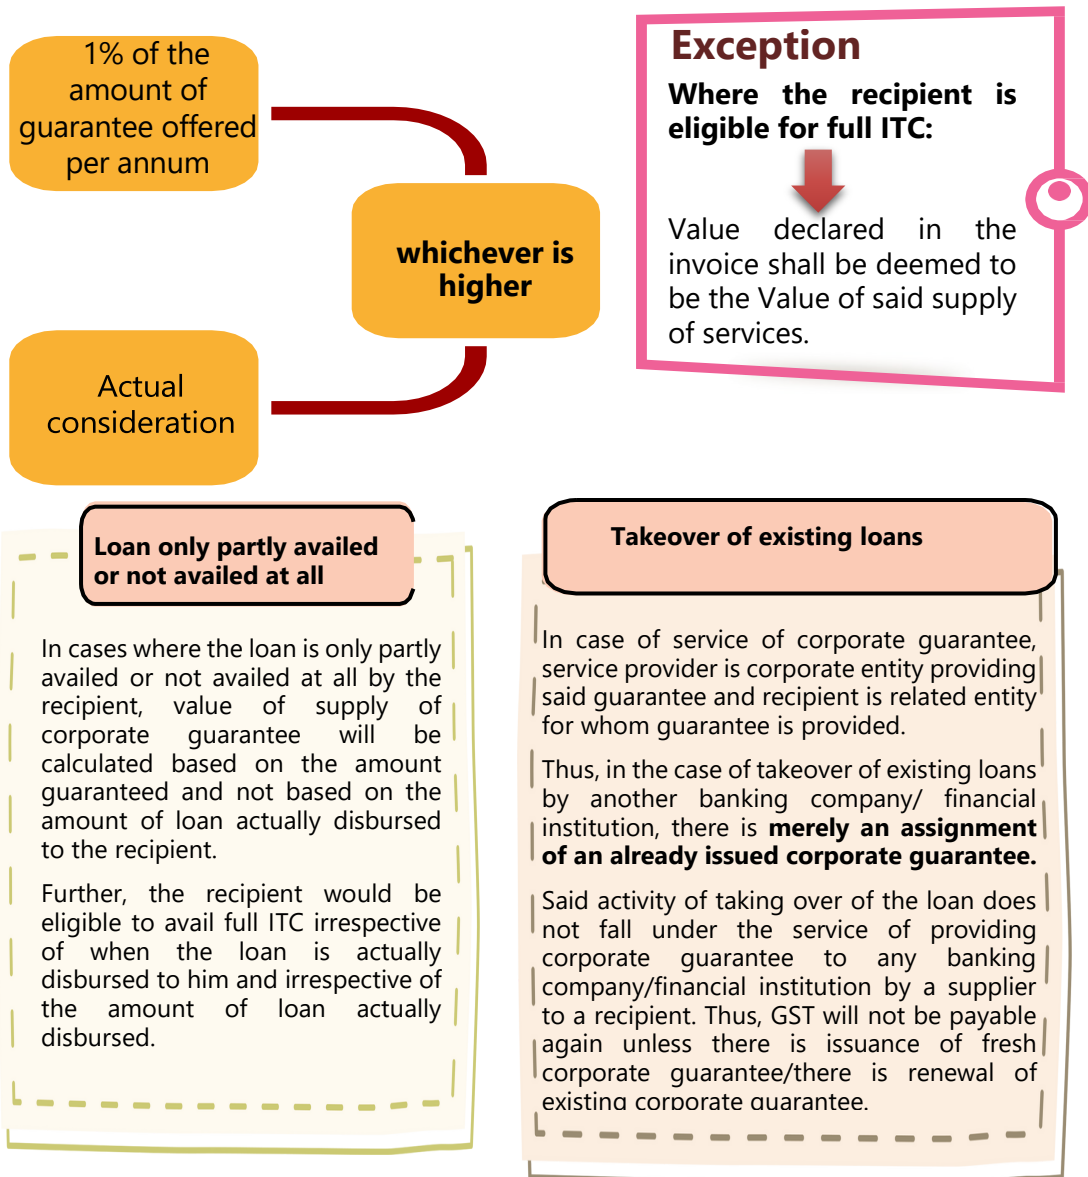 1% of the
amount of
guarantee offered
per annum
whichever is
higher
Actual
consideration
Exception
Where the recipient is
eligible for full ITC:
Value declared in the
invoice shall be deemed to
be the Value of said supply
of services.
Loan only partly availed
or not availed at all
In cases where the loan is only partly
availed or not availed at all by the
recipient, value of supply of
corporate guarantee will be
calculated based on the amount
guaranteed and not based on the
amount of loan actually disbursed
to the recipient.
Further, the recipient would be
eligible to avail full ITC irrespective
of when the loan is actually
disbursed to him and irrespective of
the amount of loan actually
disbursed.
Takeover of existing loans
In case of service of corporate guarantee,
service provider is corporate entity providing
said guarantee and recipient is related entity
for whom guarantee is provided.
Thus, in the case of takeover of existing loans
by another banking company/ financial
institution, there is merely an assignment
of an already issued corporate guarantee.
Said activity of taking over of the loan does
not fall under the service of providing
corporate guarantee to any banking
company/financial institution by a supplier
to a recipient. Thus, GST will not be payable
again unless there is issuance of fresh
corporate guarantee/there is renewal of
existing corporate guarantee.